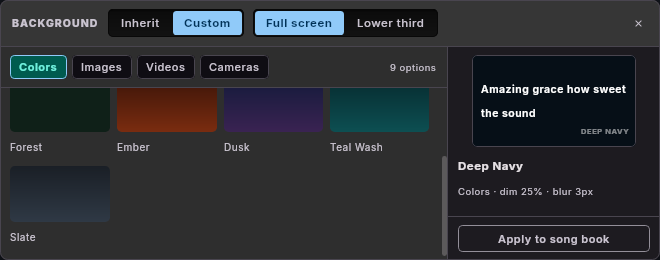 BACKGROUND Inherit Custom Full screen Lower third ×
Colors Images Videos Cameras 9 options
Forest Ember Dusk Teal Wash
Slate
Amazing grace how sweet
the sound
DEEP NAVY
Deep Navy
Colors · dim 25% · blur 3px
Apply to song book